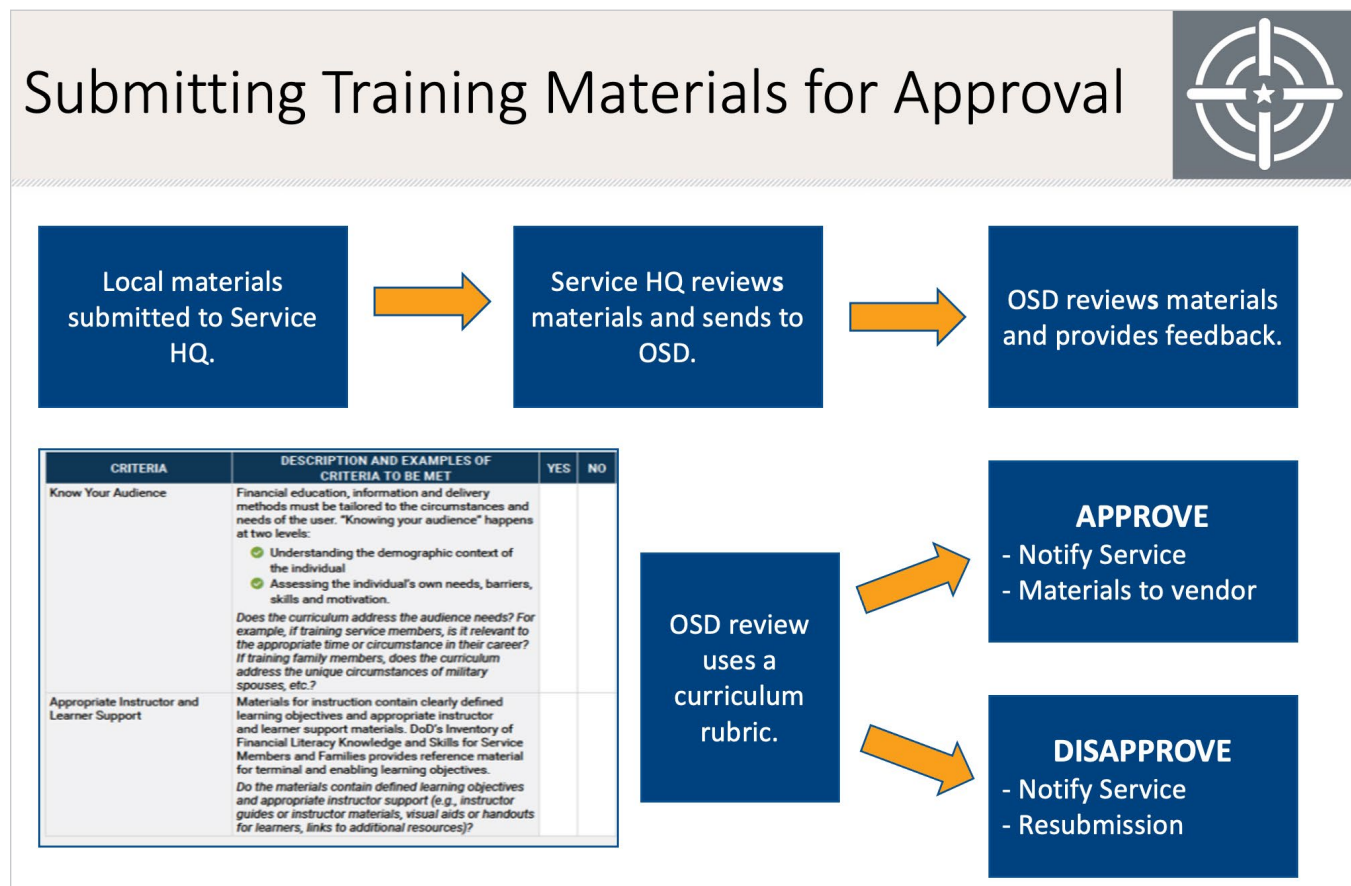 Submitting Training Materials for Approval
Local materials
submitted to Service
HQ.
Service HQ reviews
materials and sends to
OSD.
OSD reviews materials
and provides feedback.
CRITERIA
DESCRIPTION AND EXAMPLES OF
CRITERIA TO BE MET
YES
NO
Know Your Audience
Financial education, information and delivery
methods must be tailored to the circumstances and
needs of the user. "Knowing your audience" happens
at two levels:
Understanding the demographic context of
the individual
Assessing the individual's own needs, barriers,
skills and motivation.
Does the curriculum address the audience needs? For
example, if training service members, is it relevant to
the appropriate time or circumstance in their career?
If training family members, does the curriculum
address the unique circumstances of military
spouses, etc.?
Appropriate Instructor and
Learner Support
Materials for instruction contain clearly defined
learning objectives and appropriate instructor
and learner support materials. DoD's Inventory of
Financial Literacy Knowledge and Skills for Service
Members and Families provides reference material
for terminal and enabling learning objectives.
Do the materials contain defined learning objectives
and appropriate instructor support (e.g., instructor
guides or instructor materials, visual aids or handouts
for learners, links to additional resources)?
OSD review
uses a
curriculum
rubric.
APPROVE
- Notify Service
- Materials to vendor
DISAPPROVE
- Notify Service
- Resubmission